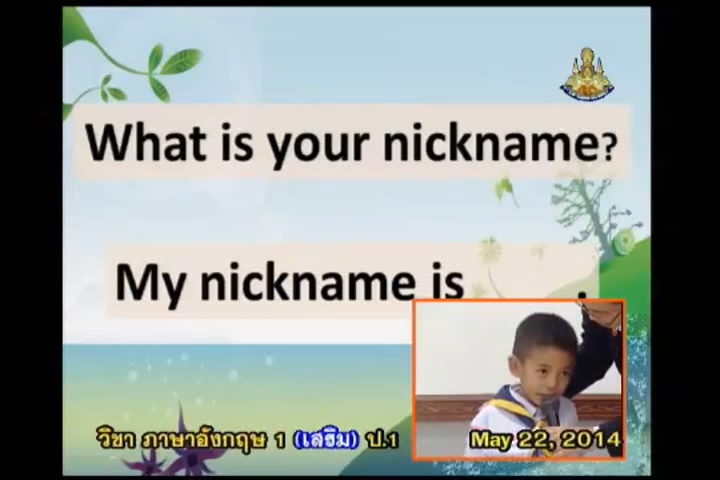 What is your nickname?
My nickname is ______.
วิชา ภาษาอังกฤษ 1 (เสริม) ป.1
May 22, 2014